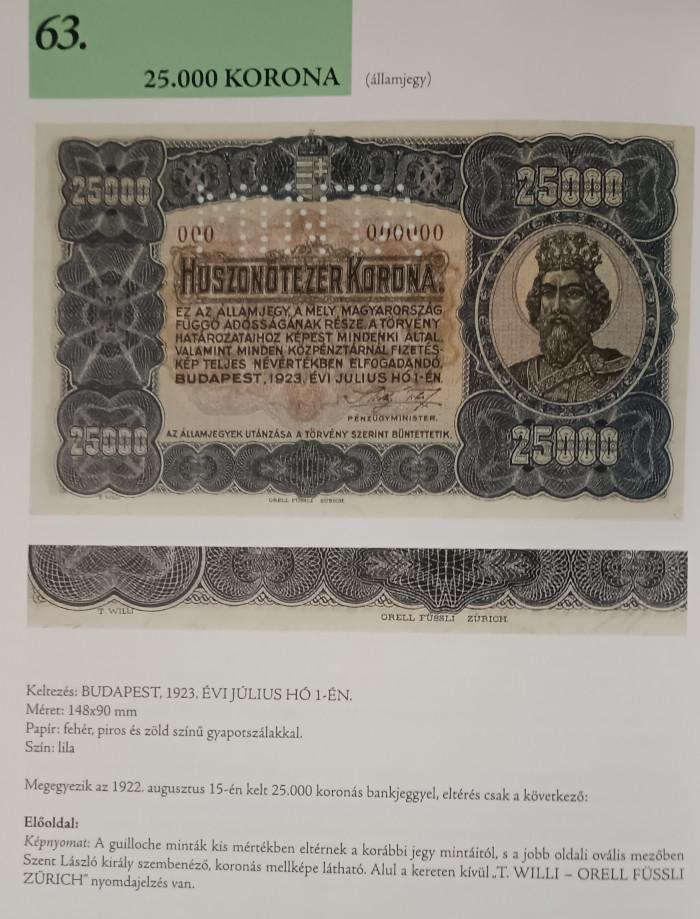 63.
25.000 KORONA (államjegy)
25000 25000
000 000000
HUSZONÖTEZER KORONA.
EZ AZ ÁLLAMJEGY, A MELY MAGYARORSZÁG
FÜGGŐ ADÓSSÁGÁNAK RÉSZE, A TÖRVÉNY
HATÁROZATAIHOZ KÉPEST MINDENKI ÁLTAL,
VALAMINT MINDEN KÖZPÉNZTÁRNÁL FIZETÉS-
KÉP TELJES NÉVÉRTÉKBEN ELFOGADANDÓ.
BUDAPEST, 1923. ÉVI JULIUS HÓ 1-ÉN.
PÉNZÜGYMINISTER.
AZ ÁLLAMJEGYEK UTÁNZÁSA A TÖRVÉNY SZERINT BÜNTETTETIK.
25000 25000
T. WILLI ORELL FÜSSLI ZÜRICH.
T. WILLI ORELL FÜSSLI ZÜRICH.
Keltezés: BUDAPEST, 1923. ÉVI JÚLIUS HÓ 1-ÉN.
Méret: 148x90 mm
Papír: fehér, piros és zöld színű gyapotszálakkal.
Szín: lila
Megegyezik az 1922. augusztus 15-én kelt 25.000 koronás bankjeggyel, eltérés csak a következő:
Előoldal:
Képnyomat: A guilloche minták kis mértékben eltérnek a korábbi jegy mintáitól, s a jobb oldali ovális mezőben
Szent László király szembenéző, koronás mellképe látható. Alul a kereten kívül „T. WILLI – ORELL FÜSSLI
ZÜRICH" nyomdajelzés van.